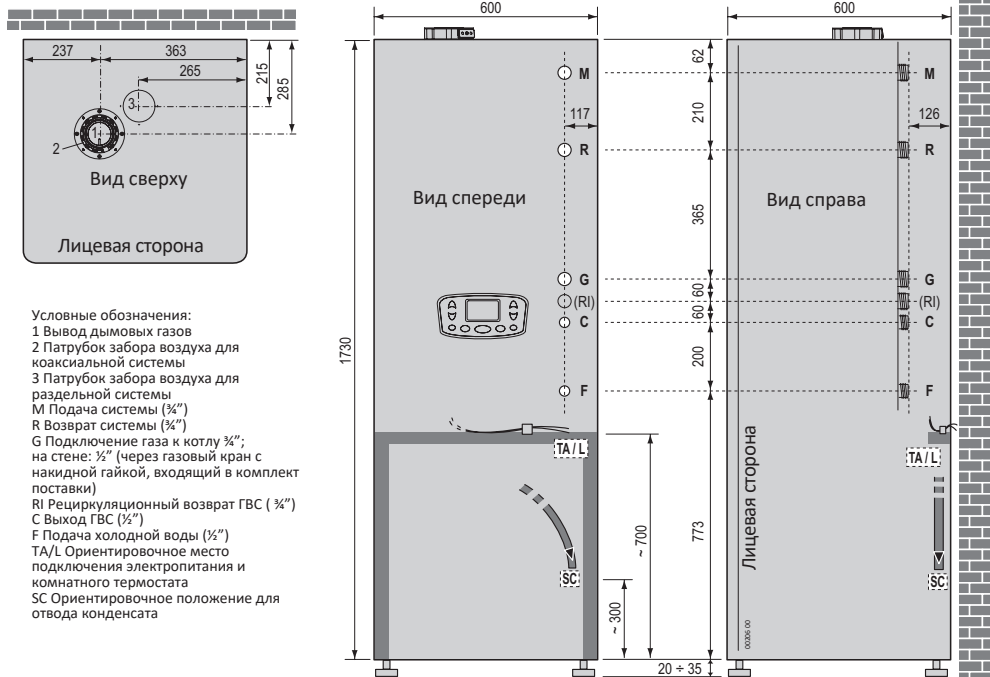 237
363
265
215
285
3
1
2
Вид сверху
Лицевая сторона
Условные обозначения:
1 Вывод дымовых газов
2 Патрубок забора воздуха для
коаксиальной системы
3 Патрубок забора воздуха для
раздельной системы
M Подача системы (¾”)
R Возврат системы (¾”)
G Подключение газа к котлу ¾”;
на стене: ½” (через газовый кран с
накидной гайкой, входящий в комплект
поставки)
RI Рециркуляционный возврат ГВС ( ¾”)
C Выход ГВС (½”)
F Подача холодной воды (½”)
TA/L Ориентировочное место
подключения электропитания и
комнатного термостата
SC Ориентировочное положение для
отвода конденсата
600
1730
M
117
R
Вид спереди
G
(RI)
C
F
TA / L
SC
~ 700
~ 300
62
210
365
60
60
200
773
20 ÷ 35
600
M
126
R
Вид справа
G
(RI)
C
F
TA / L
SC
Лицевая сторона
00206 00